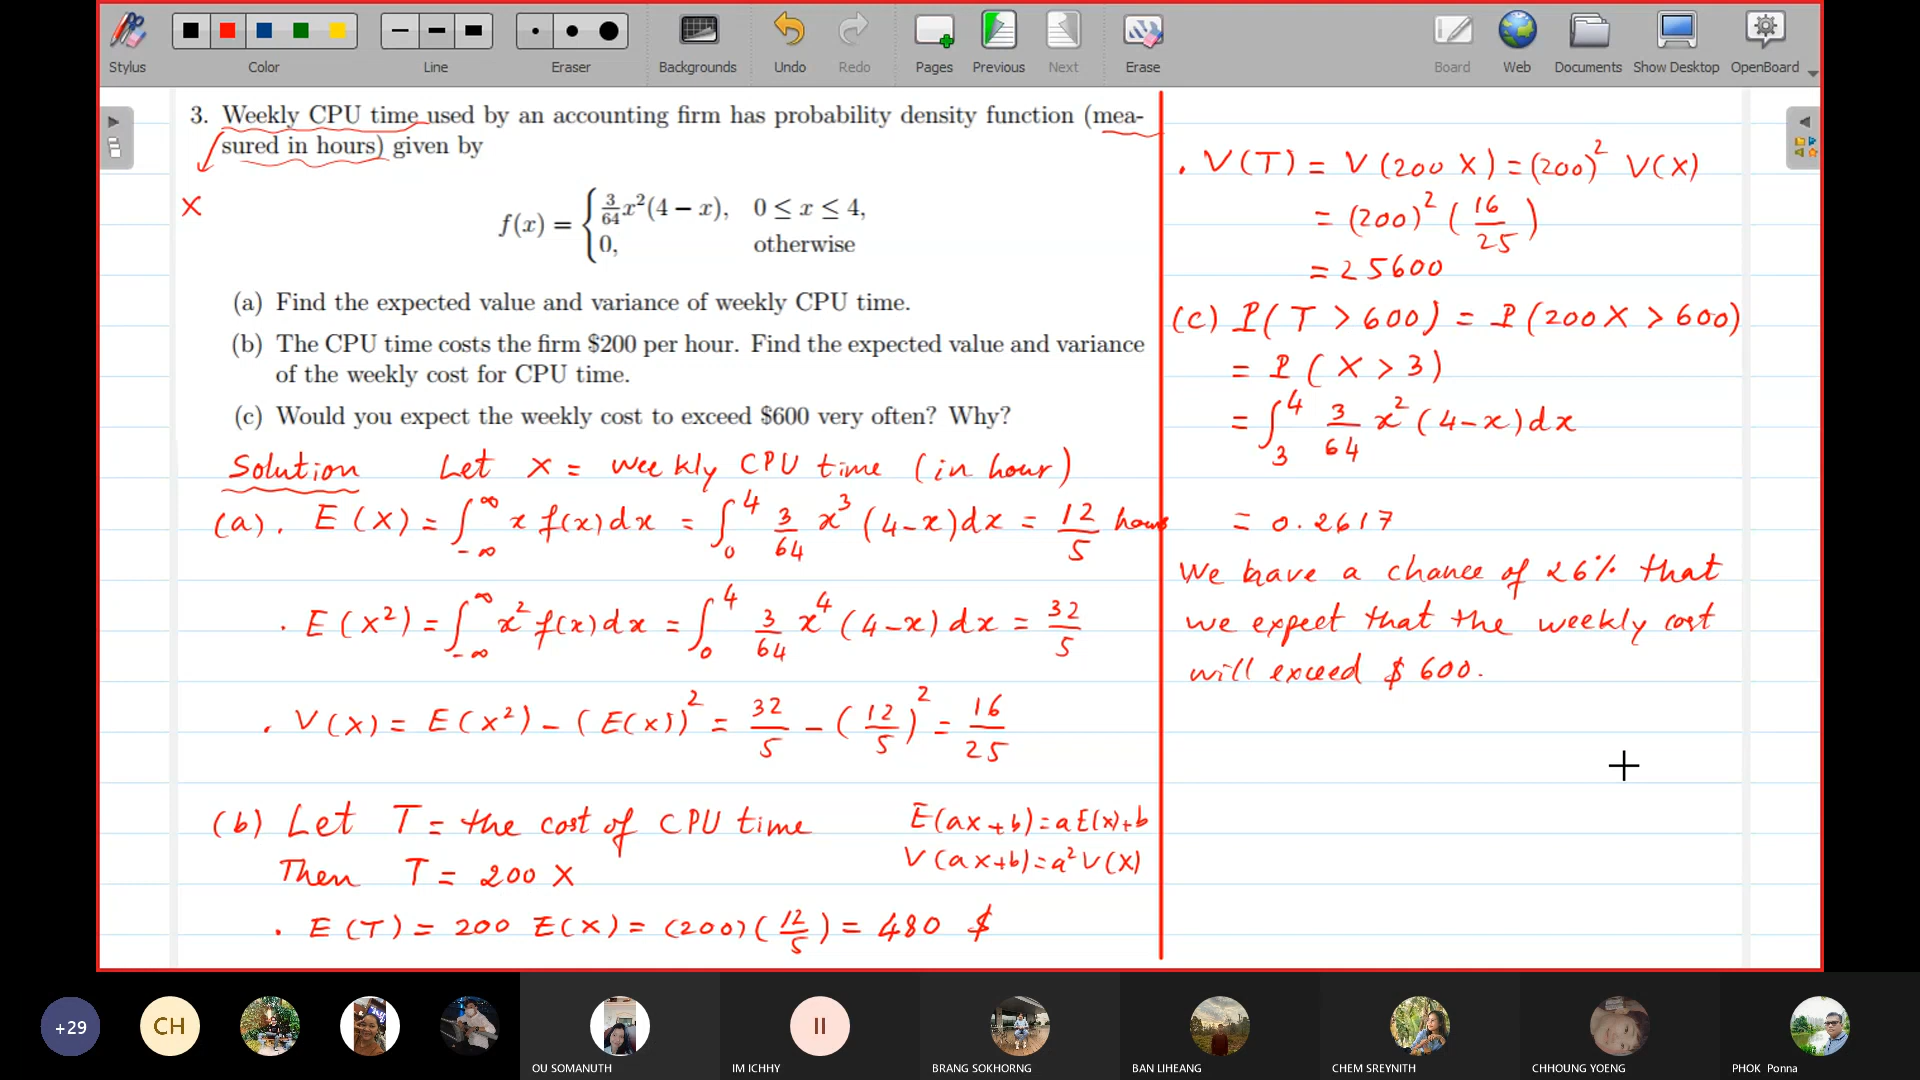 Stylus Color Line Eraser Backgrounds Undo Redo Pages Previous Next Erase Board Web Documents Show Desktop OpenBoard
3. Weekly CPU time used by an accounting firm has probability density function (mea-
sured in hours) given by
X
f(x) = { 3/64 x²(4 − x), 0 ≤ x ≤ 4,
0, otherwise
(a) Find the expected value and variance of weekly CPU time.
(b) The CPU time costs the firm $200 per hour. Find the expected value and variance
of the weekly cost for CPU time.
(c) Would you expect the weekly cost to exceed $600 very often? Why?
Solution Let X = weekly CPU time (in hour)
(a). E(X) = ∫_{-∞}^{∞} x f(x)dx = ∫_0^4 3/64 x³ (4-x)dx = 12/5 hours
. E(X²) = ∫_{-∞}^{∞} x² f(x)dx = ∫_0^4 3/64 x⁴ (4-x) dx = 32/5
. V(X) = E(X²) - (E(X))² = 32/5 - (12/5)² = 16/25
(b) Let T = the cost of CPU time
Then T = 200 X
E(ax+b) = aE(x)+b
V(ax+b) = a²V(X)
. E(T) = 200 E(X) = (200)(12/5) = 480 $
. V(T) = V(200 X) = (200)² V(X)
= (200)² (16/25)
= 25600
(c) P(T > 600) = P(200X > 600)
= P(X > 3)
= ∫_3^4 3/64 x² (4-x)dx
= 0.2617
We have a chance of 26% that
we expect that the weekly cost
will exceed $ 600.
+29 CH II
OU SOMANUTH IM ICHHY BRANG SOKHORNG BAN LIHEANG CHEM SREYNITH CHHOUNG YOENG PHOK Ponna